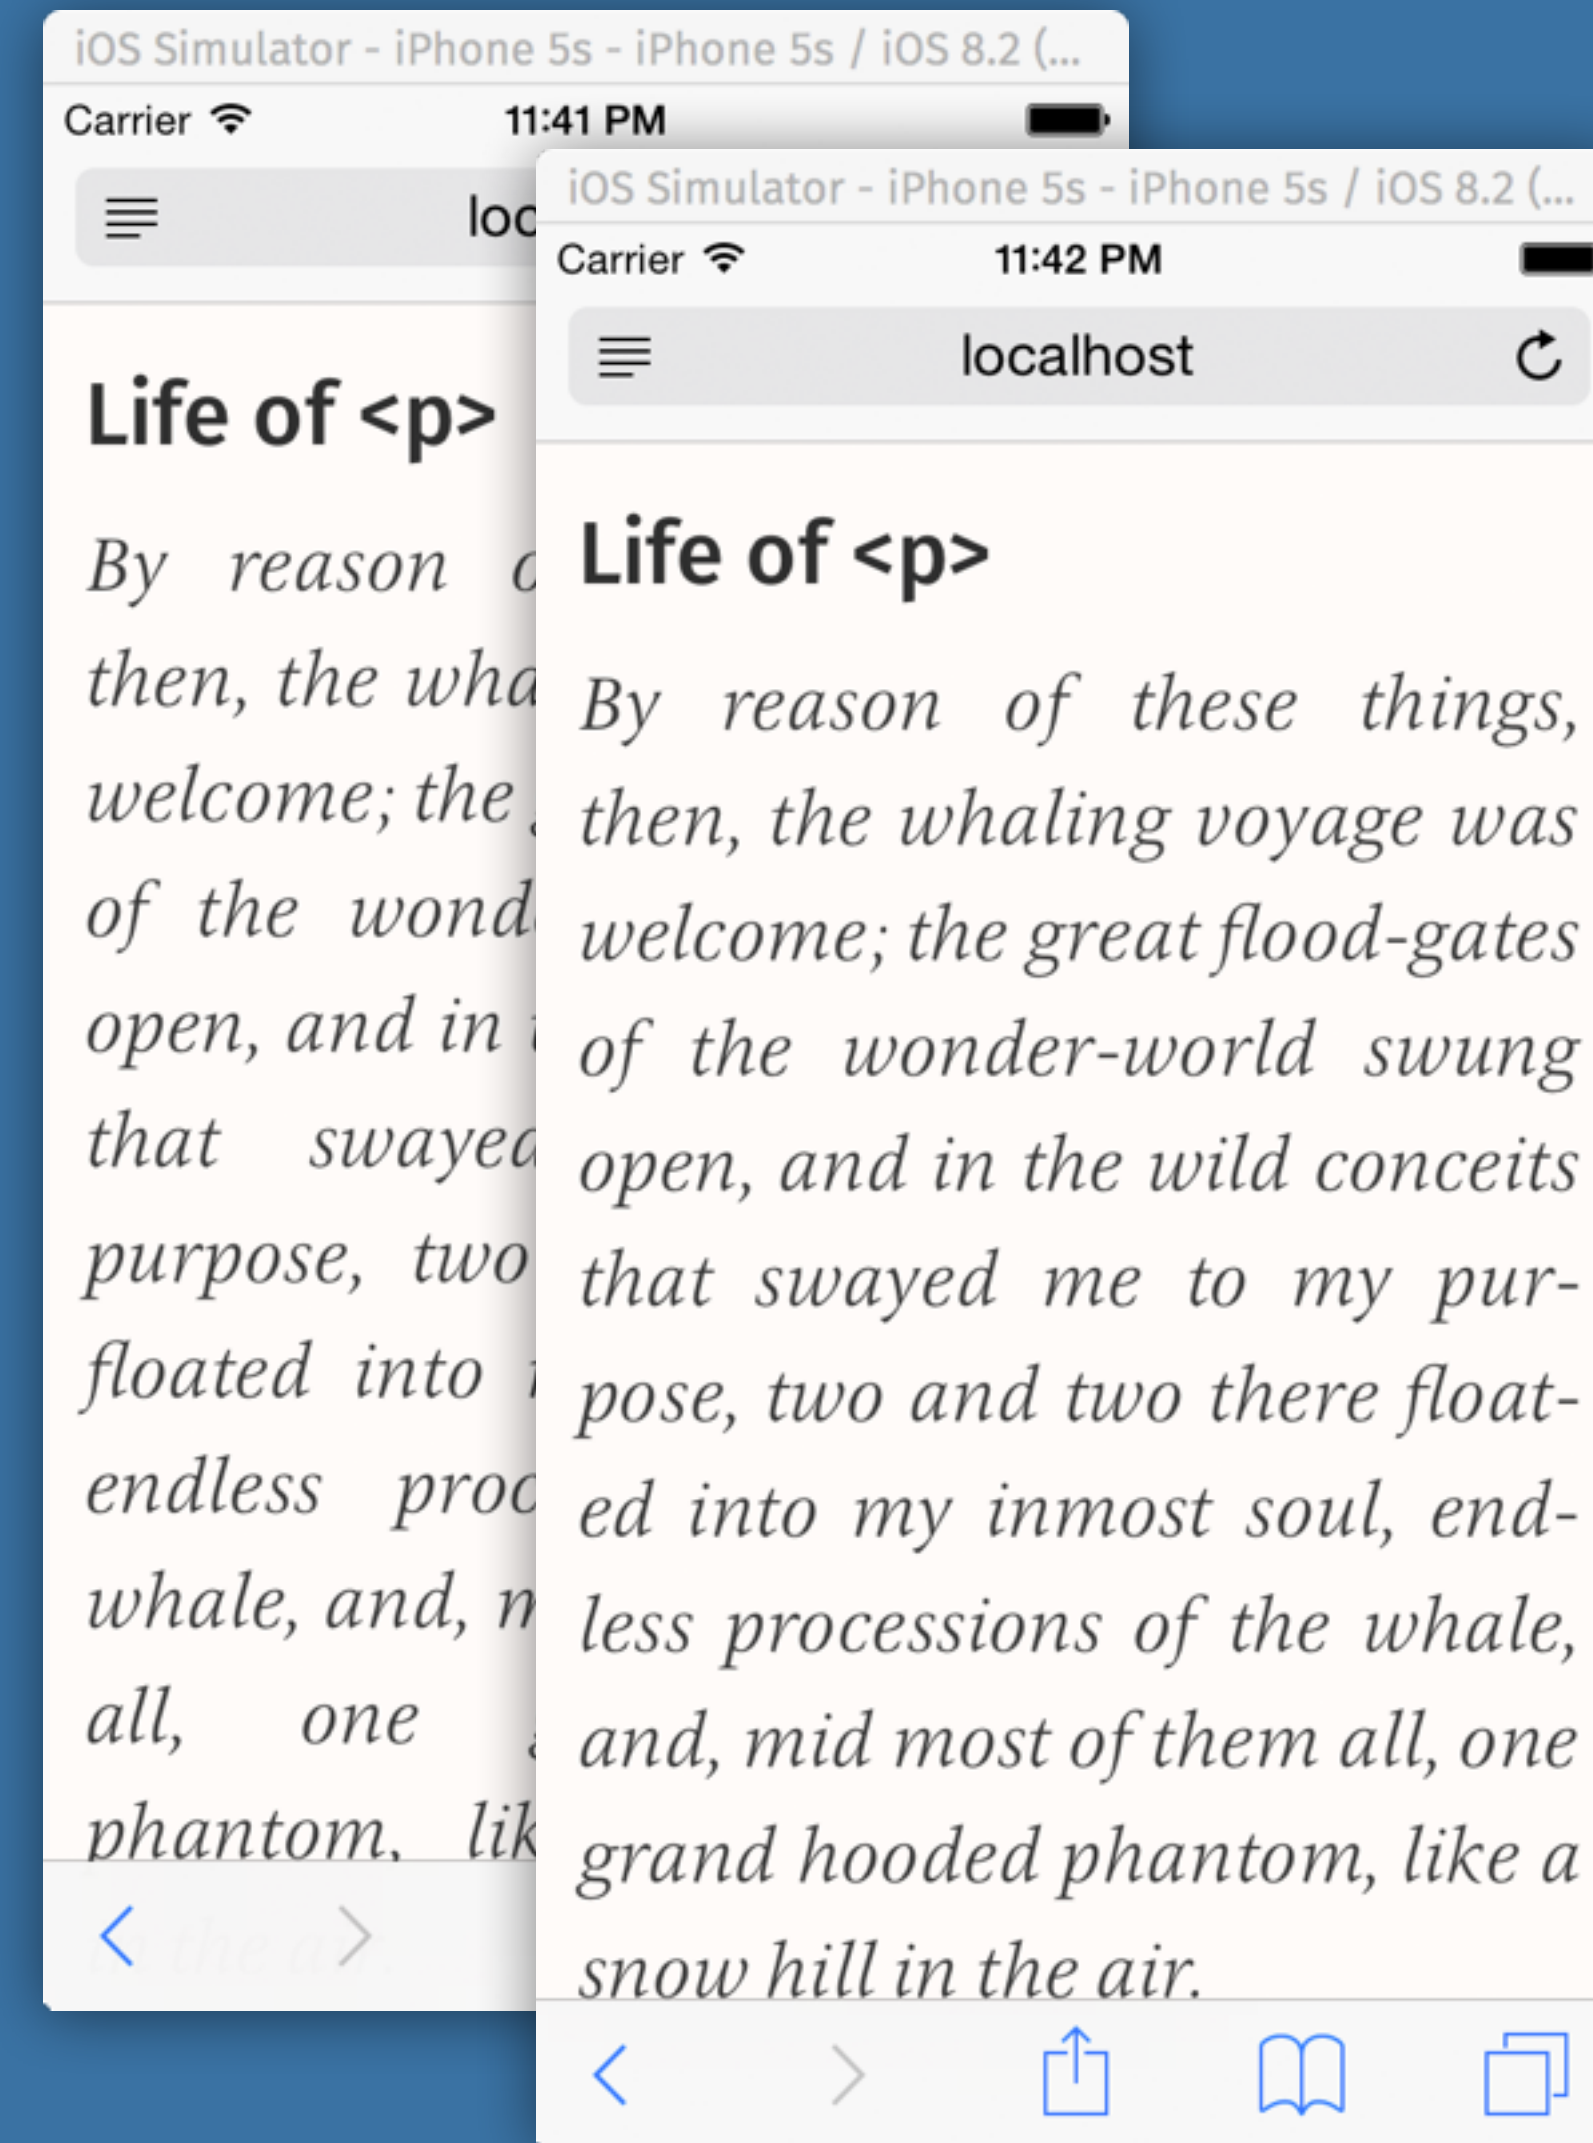 iOS Simulator - iPhone 5s - iPhone 5s / iOS 8.2 (...
Carrier 11:41 PM
Life of <p>
By reason
then, the
welcome; the
of the
open, and in
that swayed
purpose, two
floated into
endless
whale, and,
all, one
phantom,
in the air.
iOS Simulator - iPhone 5s - iPhone 5s / iOS 8.2 (...
Carrier 11:42 PM
localhost
Life of <p>
By reason of these things,
then, the whaling voyage was
welcome; the great flood-gates
of the wonder-world swung
open, and in the wild conceits
that swayed me to my pur-
pose, two and two there float-
ed into my inmost soul, end-
less processions of the whale,
and, mid most of them all, one
grand hooded phantom, like a
snow hill in the air.